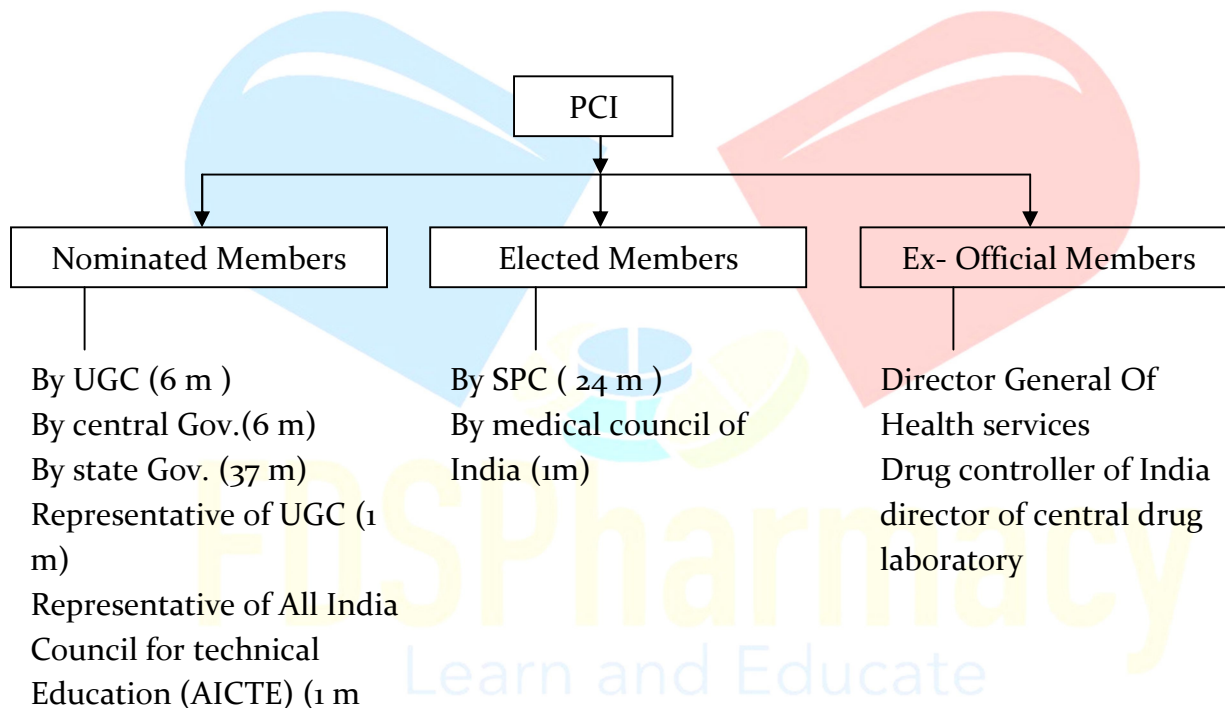 PCI
Nominated Members
Elected Members
Ex- Official Members
By UGC (6 m )
By central Gov.(6 m)
By state Gov. (37 m)
Representative of UGC (1
m)
Representative of All India
Council for technical
Education (AICTE) (1 m
By SPC ( 24 m )
By medical council of
India (1m)
Director General Of
Health services
Drug controller of India
director of central drug
laboratory
FDSPharmacy
Learn and Educate